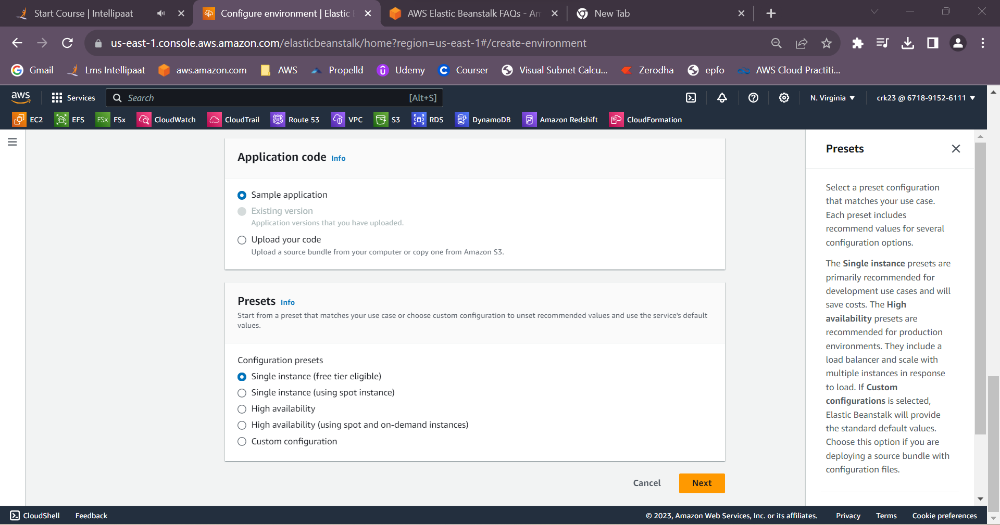 Start Course | Intellipaat
Configure environment | Elastic
AWS Elastic Beanstalk FAQs - Am
New Tab
us-east-1.console.aws.amazon.com/elasticbeanstalk/home?region=us-east-1#/create-environment
Gmail
Lms Intellipaat
aws.amazon.com
AWS
Propelld
Udemy
Courser
Visual Subnet Calcu...
Zerodha
epfo
AWS Cloud Practiti...
aws
Services
Search
[Alt+S]
N. Virginia
crk23 @ 6718-9152-6111
EC2
EFS
FSx
FSx
CloudWatch
CloudTrail
Route 53
VPC
S3
RDS
DynamoDB
Amazon Redshift
CloudFormation
Application code Info
Sample application
Existing version
Application versions that you have uploaded.
Upload your code
Upload a source bundle from your computer or copy one from Amazon S3.
Presets Info
Start from a preset that matches your use case or choose custom configuration to unset recommended values and use the service's default
values.
Configuration presets
Single instance (free tier eligible)
Single instance (using spot instance)
High availability
High availability (using spot and on-demand instances)
Custom configuration
Cancel
Next
Presets
Select a preset configuration
that matches your use case.
Each preset includes
recommend values for several
configuration options.
The Single instance presets are
primarily recommended for
development use cases and will
save costs. The High
availability presets are
recommended for production
environments. They include a
load balancer and scale with
multiple instances in response
to load. If Custom
configurations is selected,
Elastic Beanstalk will provide
the standard default values.
Choose this option if you are
deploying a source bundle with
configuration files.
CloudShell
Feedback
© 2023, Amazon Web Services, Inc. or its affiliates.
Privacy
Terms
Cookie preferences